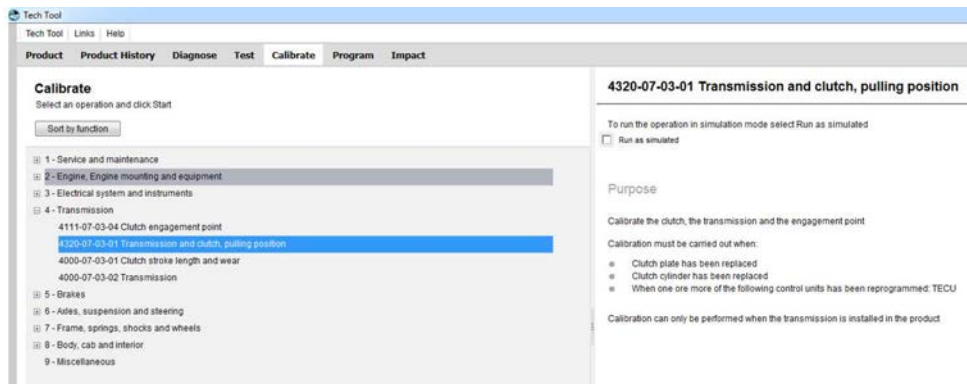 Tech Tool
Tech Tool Links Help
Product Product History Diagnose Test Calibrate Program Impact
Calibrate
Select an operation and click Start
Sort by function
1 - Service and maintenance
2 - Engine, Engine mounting and equipment
3 - Electrical system and instruments
4 - Transmission
4111-07-03-04 Clutch engagement point
4320-07-03-01 Transmission and clutch, pulling position
4000-07-03-01 Clutch stroke length and wear
4000-07-03-02 Transmission
5 - Brakes
6 - Axles, suspension and steering
7 - Frame, springs, shocks and wheels
8 - Body, cab and interior
9 - Miscellaneous
4320-07-03-01 Transmission and clutch, pulling position
To run the operation in simulation mode select Run as simulated
Run as simulated
Purpose
Calibrate the clutch, the transmission and the engagement point
Calibration must be carried out when:
Clutch plate has been replaced
Clutch cylinder has been replaced
When one ore more of the following control units has been reprogrammed: TECU
Calibration can only be performed when the transmission is installed in the product